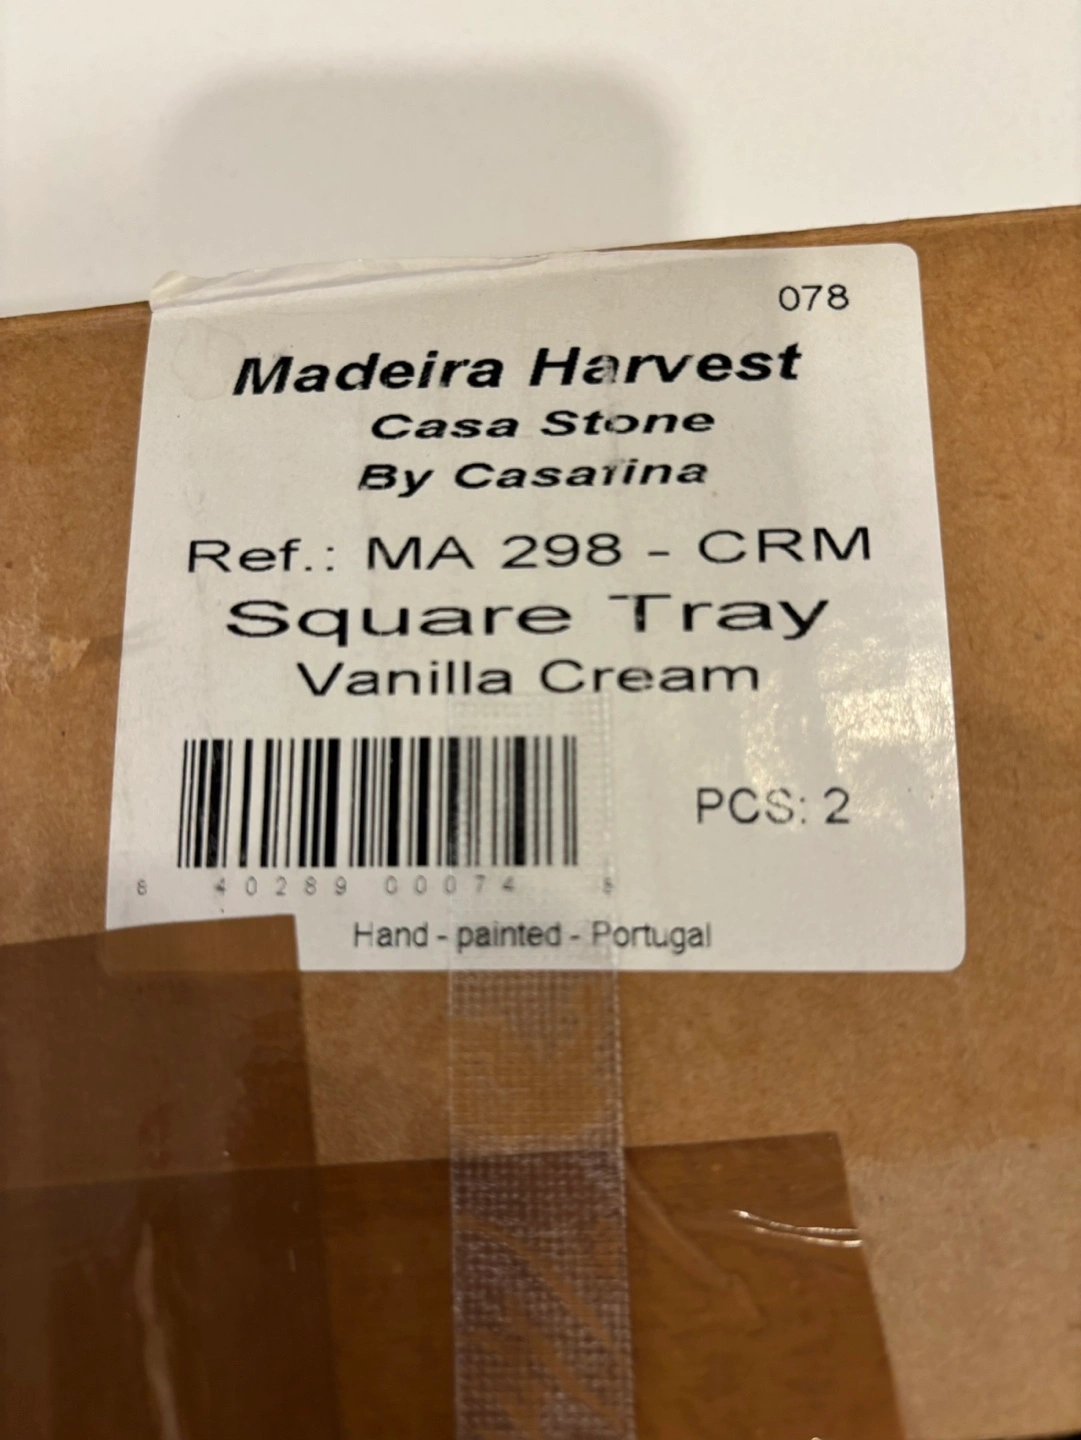 078
Madeira Harvest
Casa Stone
By Casafina
Ref.: MA 298 - CRM
Square Tray
Vanilla Cream
PCS: 2
8 40289 00074 8
Hand - painted - Portugal